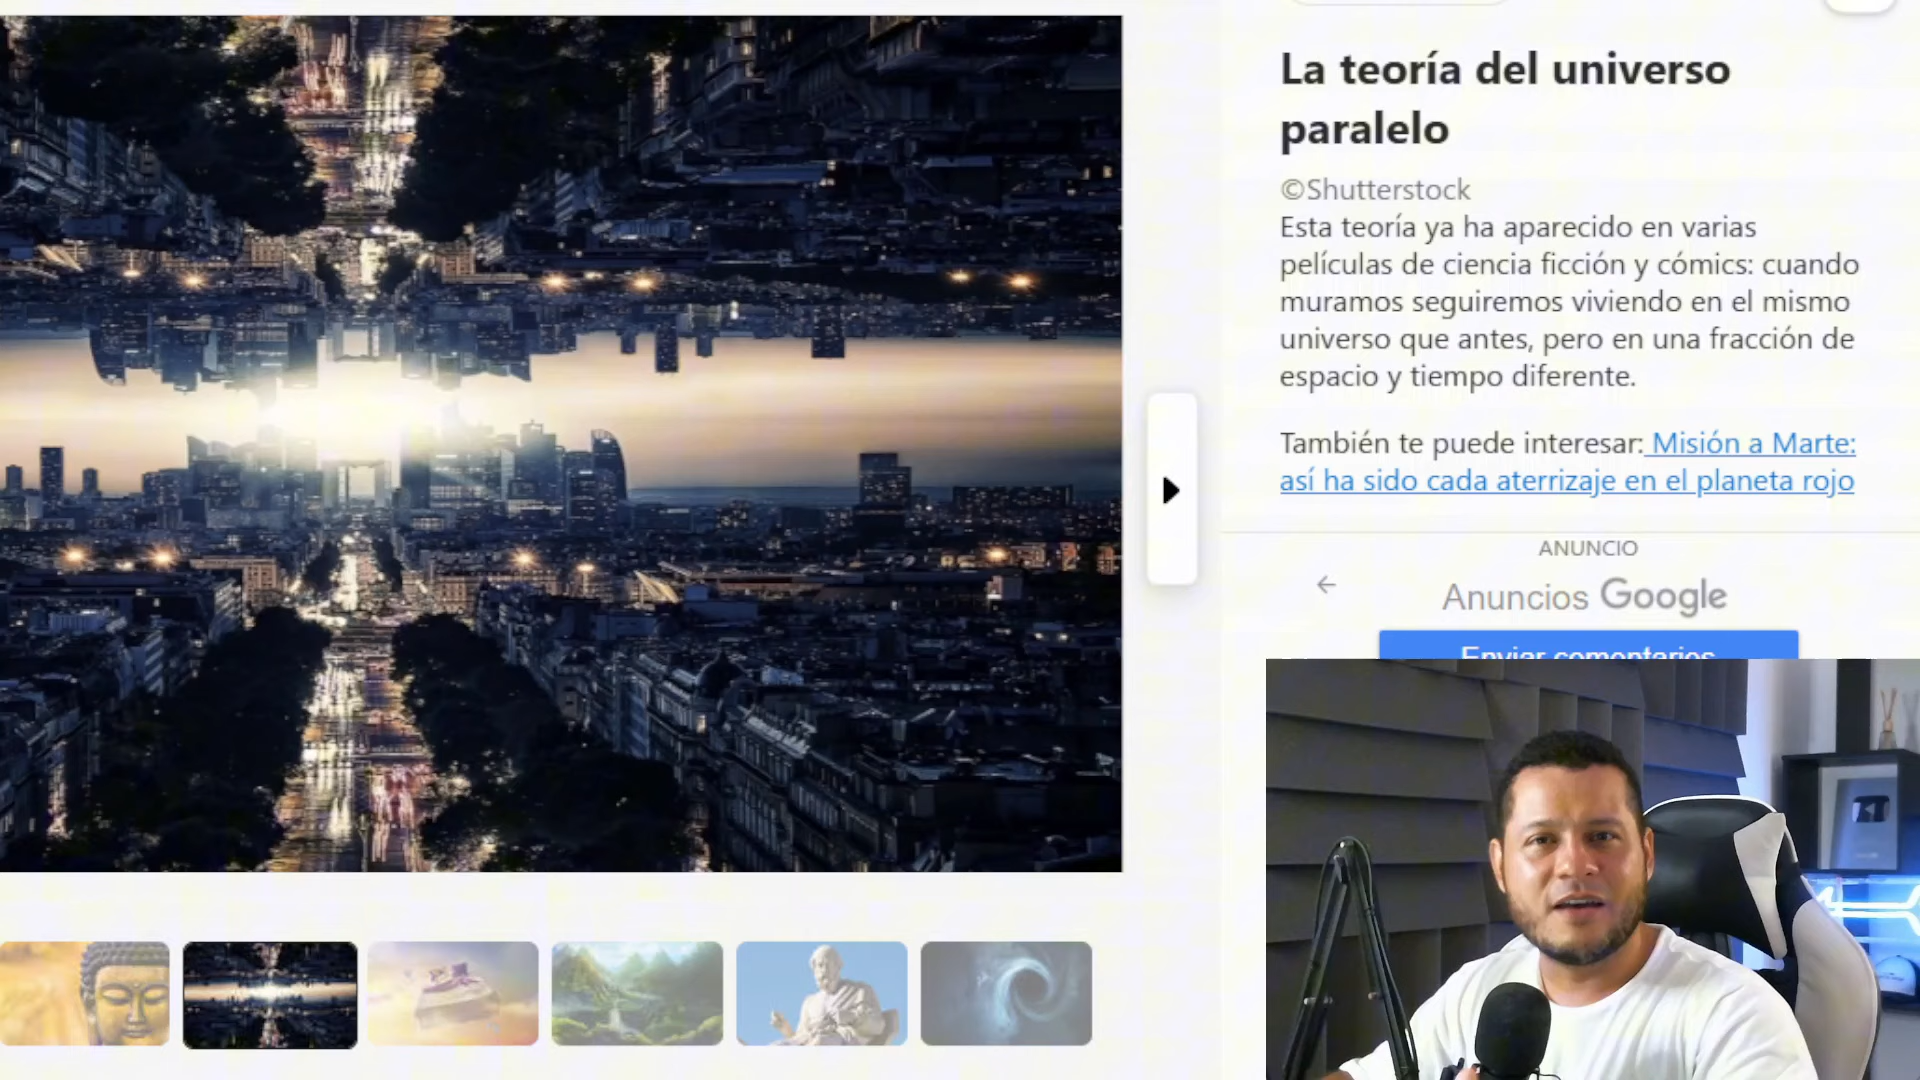 La teoría del universo
paralelo
©Shutterstock
Esta teoría ya ha aparecido en varias
películas de ciencia ficción y cómics: cuando
muramos seguiremos viviendo en el mismo
universo que antes, pero en una fracción de
espacio y tiempo diferente.
También te puede interesar: Misión a Marte:
así ha sido cada aterrizaje en el planeta rojo
ANUNCIO
Anuncios Google
Enviar comentarios